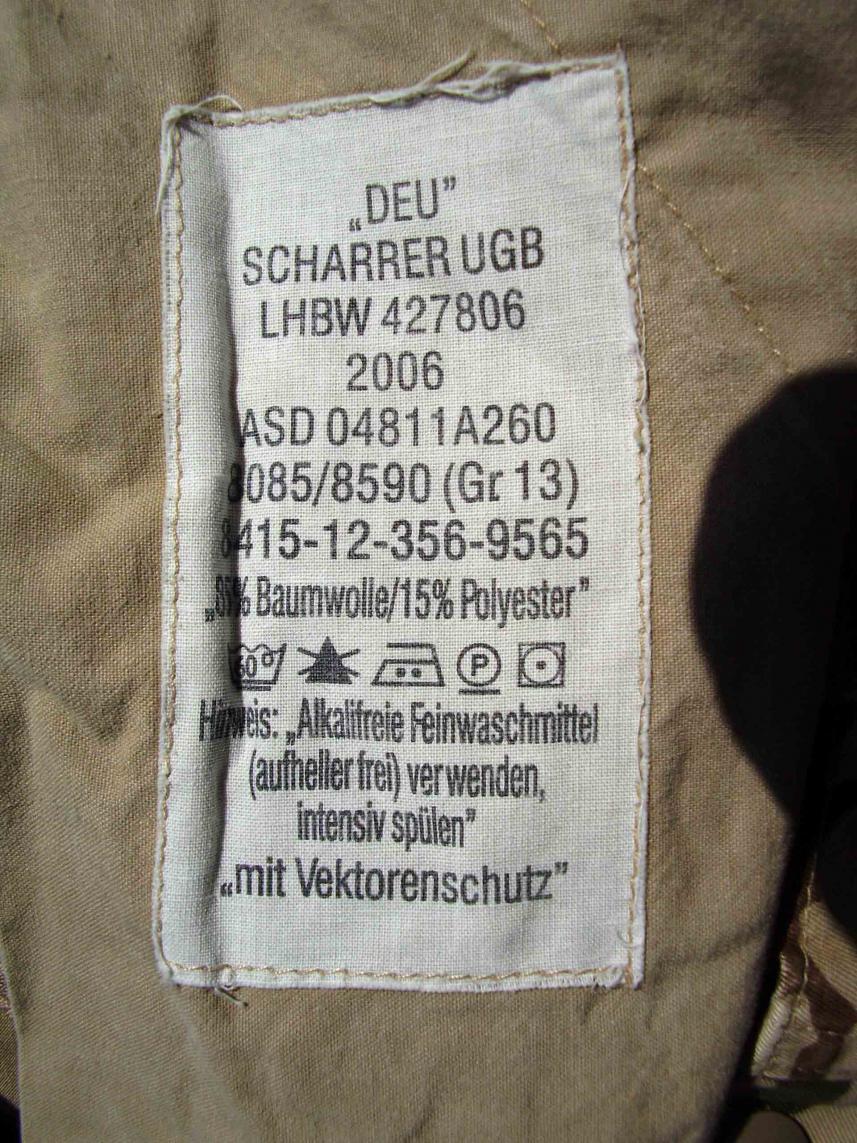 „DEU”
SCHARRER UGB
LHBW 427806
2006
ASD 04811A260
8085/8590 (Gr 13)
8415-12-356-9565
„85% Baumwolle/15% Polyester”
60° P
Hinweis: „Alkalifreie Feinwaschmittel
(aufheller frei) verwenden,
intensiv spülen”
„mit Vektorenschutz”